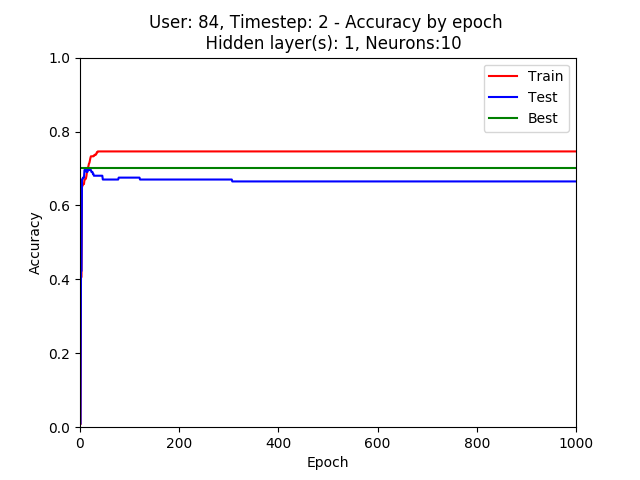 User: 84, Timestep: 2 - Accuracy by epoch
Hidden layer(s): 1, Neurons:10
Train
Test
Best
1.0
0.8
0.6
0.4
0.2
0.0
Accuracy
0 200 400 600 800 1000
Epoch